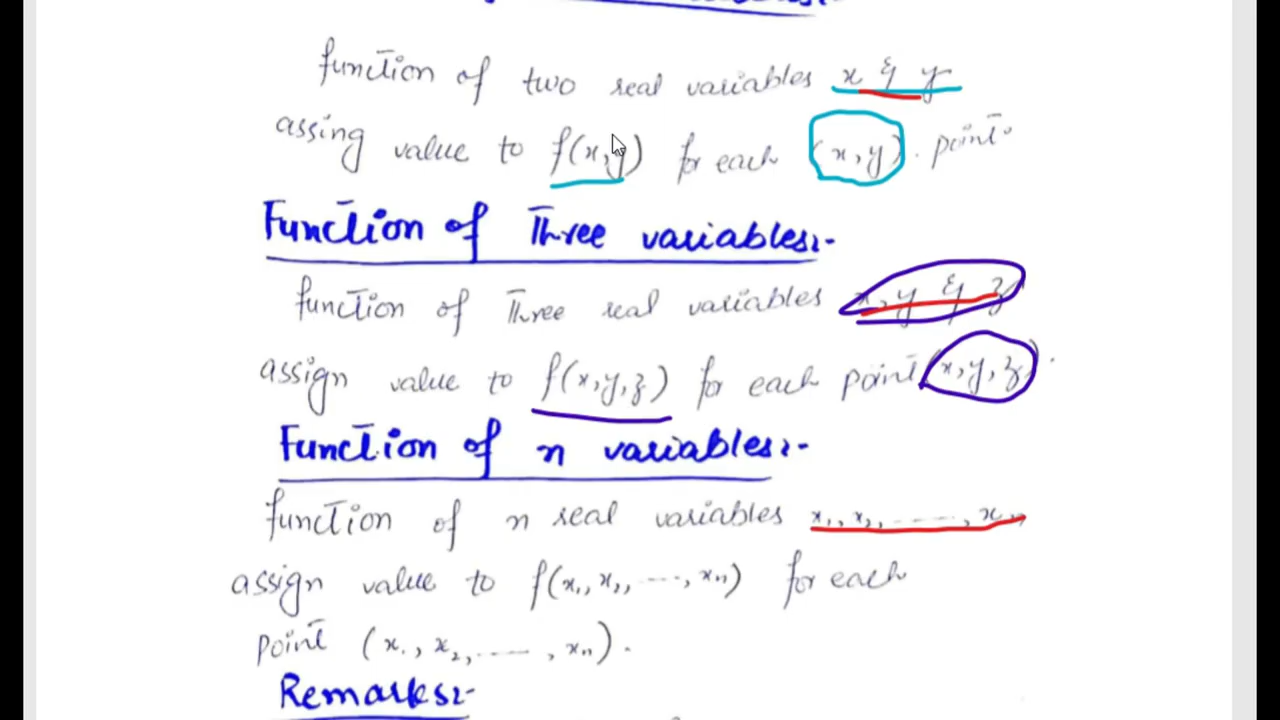 function of two real variables x & y
assing value to f(x,y) for each (x,y). point.
Function of Three variables:-
function of Three real variables x, y & z
assign value to f(x,y,z) for each point (x,y,z).
Function of n variables:-
function of n real variables x₁, x₂, ......, xₙ
assign value to f(x₁, x₂, ...., xₙ) for each
point (x₁, x₂, ......, xₙ).
Remarks:-